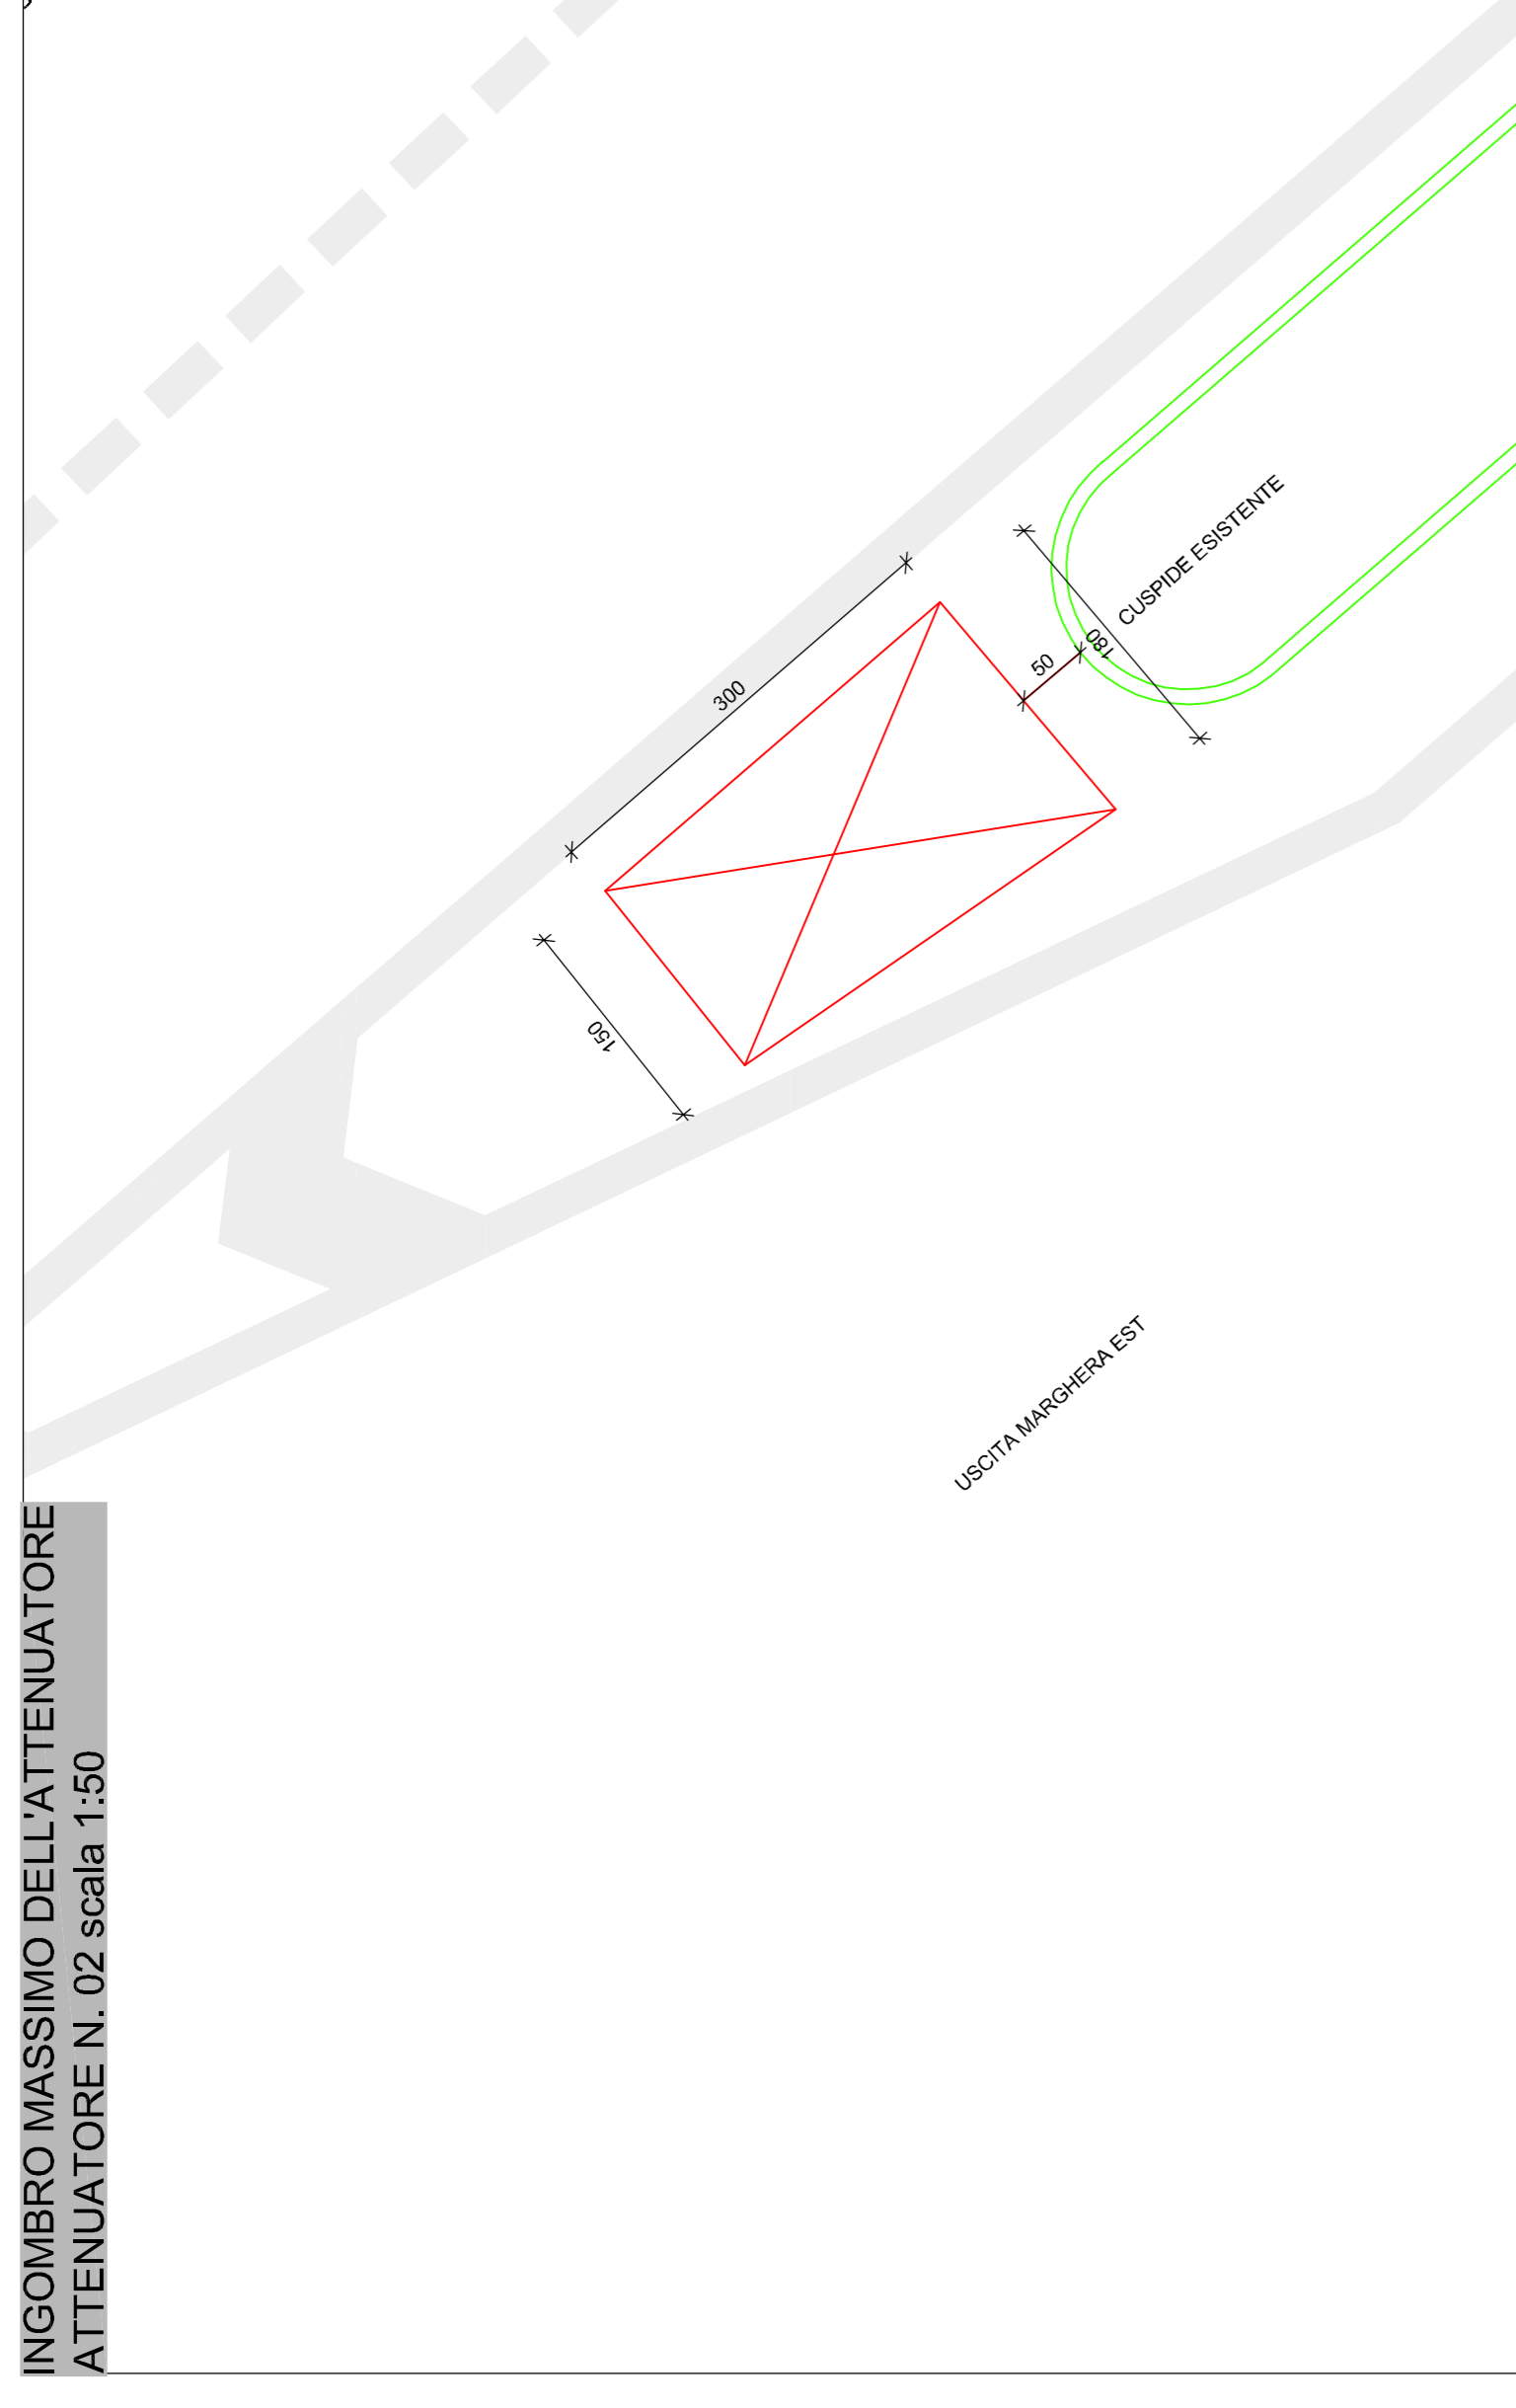 INGOMBRO MASSIMO DELL'ATTENUATORE
ATTENUATORE N. 02 scala 1:50
300
50
180
CUSPIDE ESISTENTE
150
USCITA MARGHERA EST